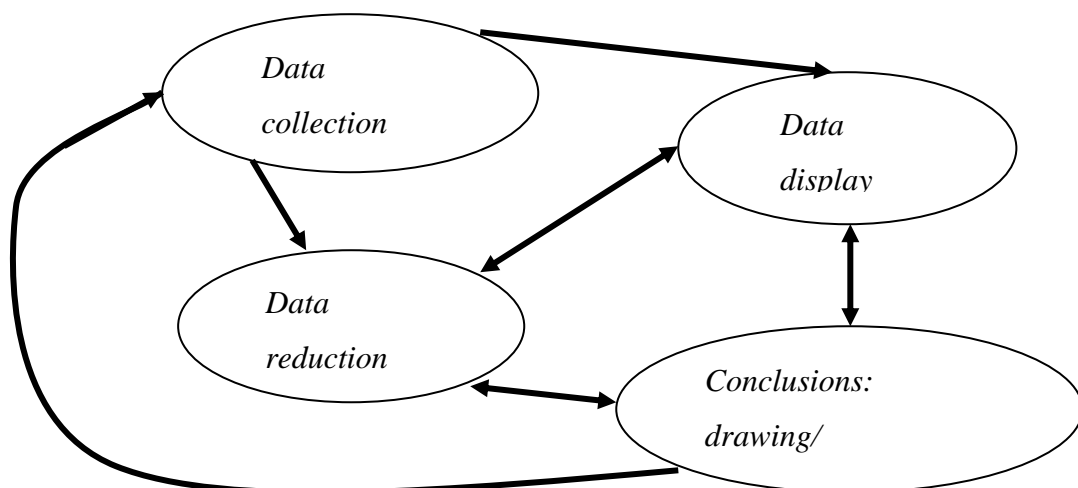 Data
collection
Data
display
Data
reduction
Conclusions:
drawing/